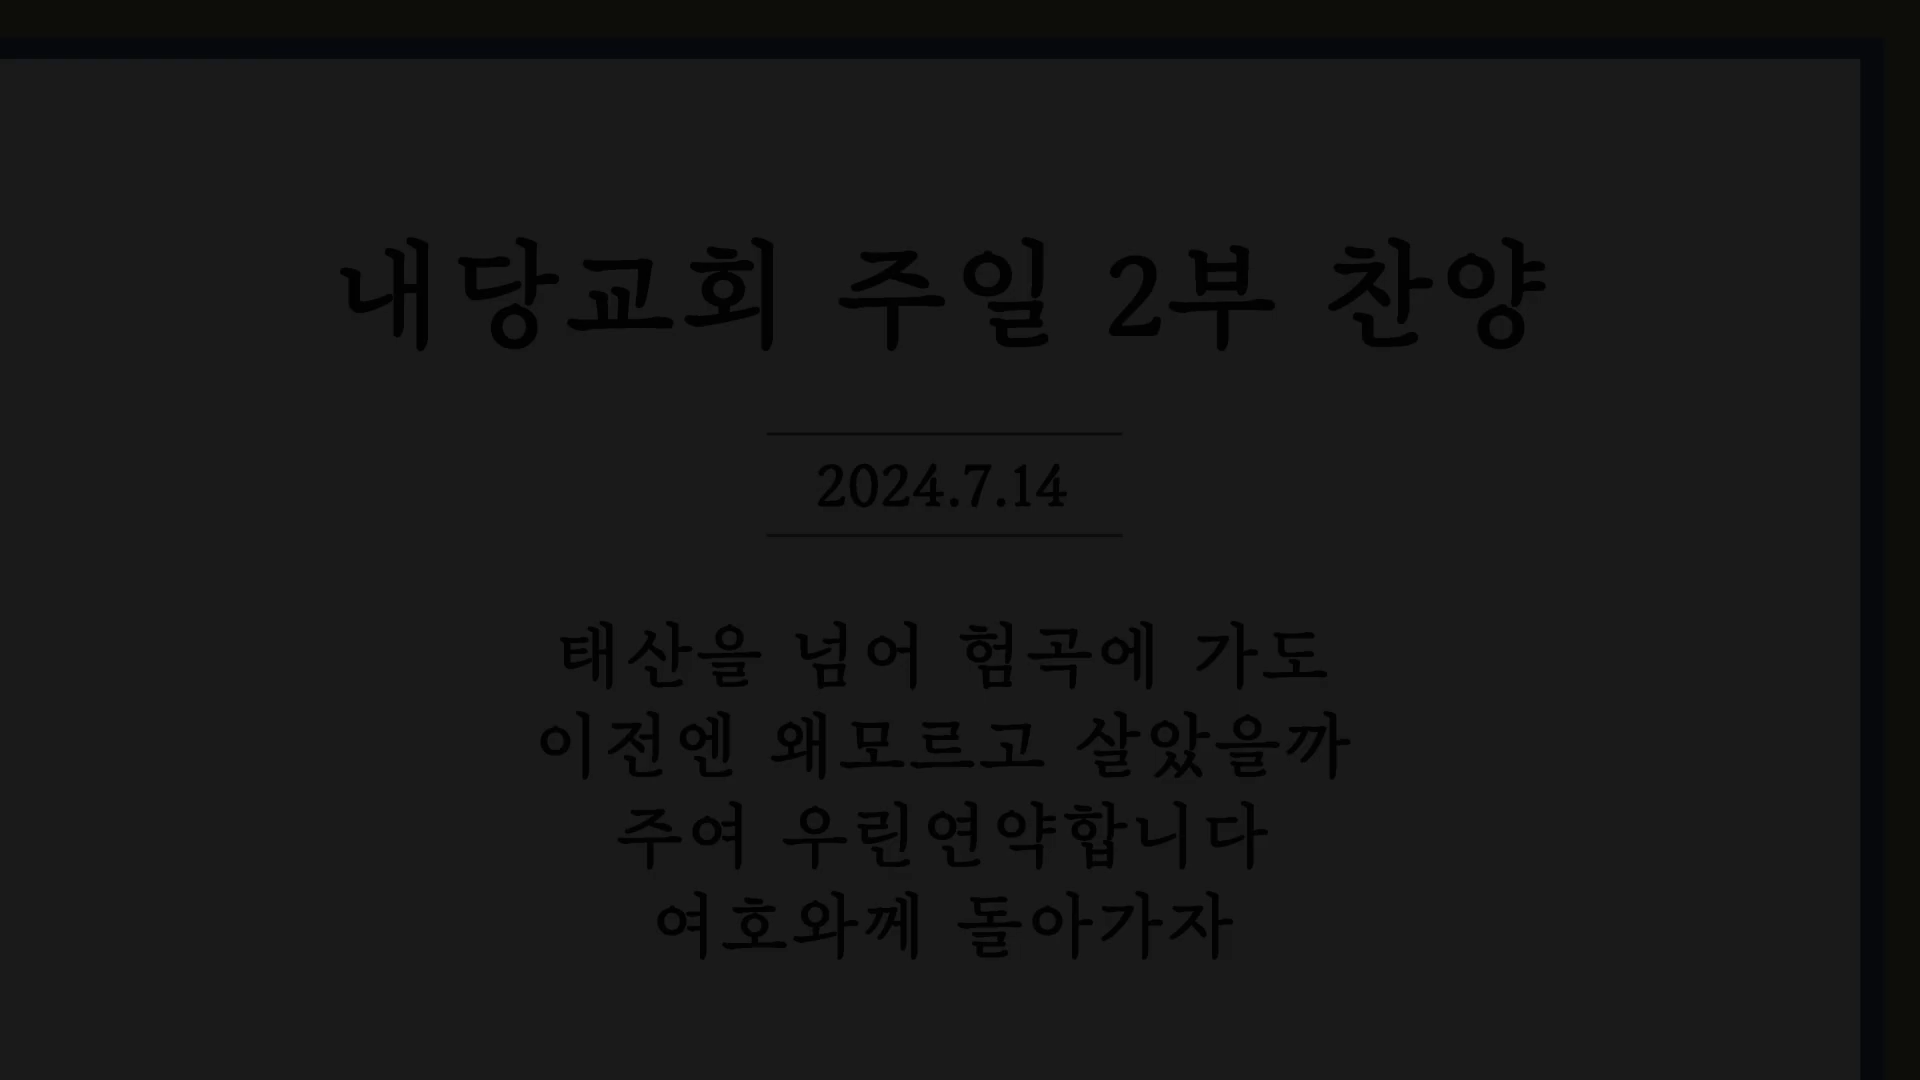 내당교회 주일 2부 찬양
2024.7.14
태산을 넘어 험곡에 가도
이전엔 왜모르고 살았을까
주여 우린연약합니다
여호와께 돌아가자